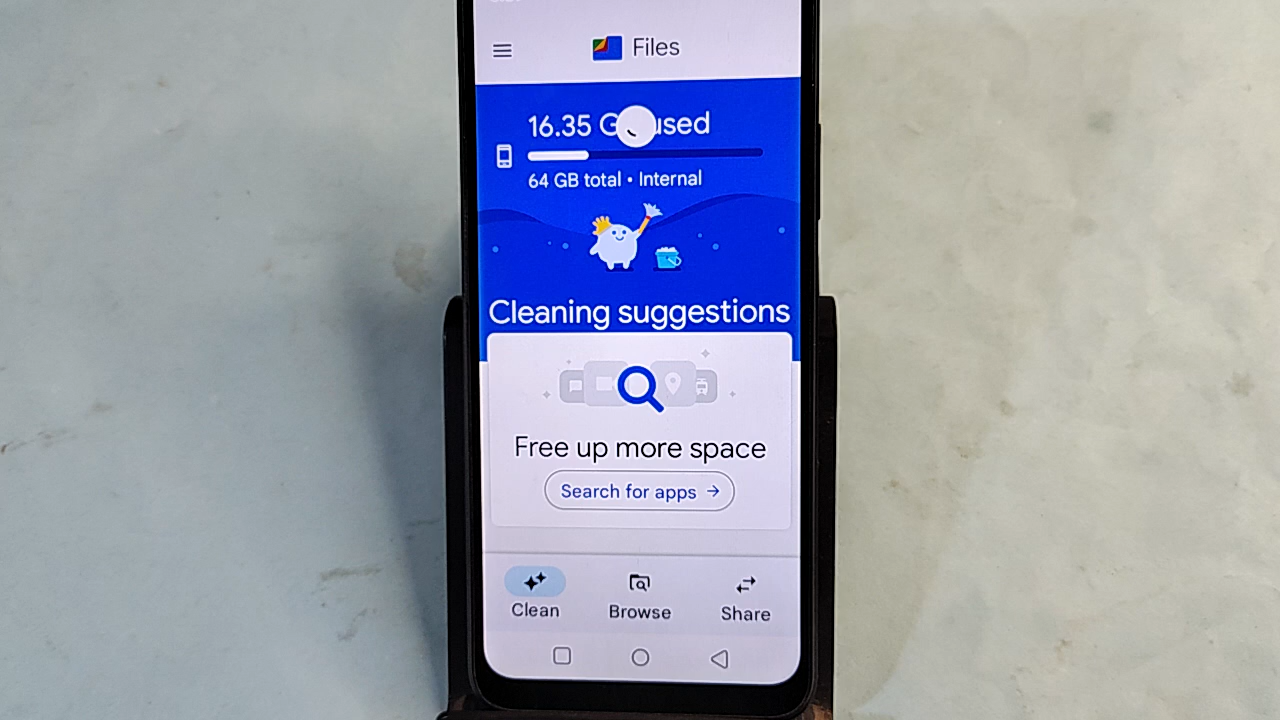 Files
16.35 G used
64 GB total • Internal
Cleaning suggestions
Free up more space
Search for apps →
Clean
Browse
Share